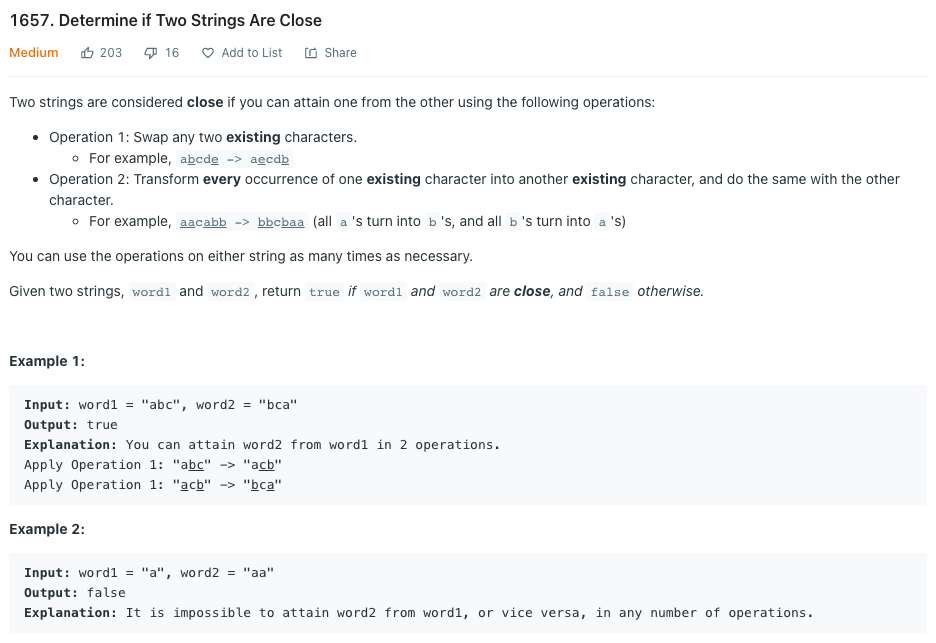 1657. Determine if Two Strings Are Close
Medium 203 16 Add to List Share
Two strings are considered close if you can attain one from the other using the following operations:
• Operation 1: Swap any two existing characters.
◦ For example, abcde -> aecdb
• Operation 2: Transform every occurrence of one existing character into another existing character, and do the same with the other
character.
◦ For example, aacabb -> bbcbaa (all a 's turn into b 's, and all b 's turn into a 's)
You can use the operations on either string as many times as necessary.
Given two strings, word1 and word2 , return true if word1 and word2 are close, and false otherwise.
Example 1:
Input: word1 = "abc", word2 = "bca"
Output: true
Explanation: You can attain word2 from word1 in 2 operations.
Apply Operation 1: "abc" -> "acb"
Apply Operation 1: "acb" -> "bca"
Example 2:
Input: word1 = "a", word2 = "aa"
Output: false
Explanation: It is impossible to attain word2 from word1, or vice versa, in any number of operations.